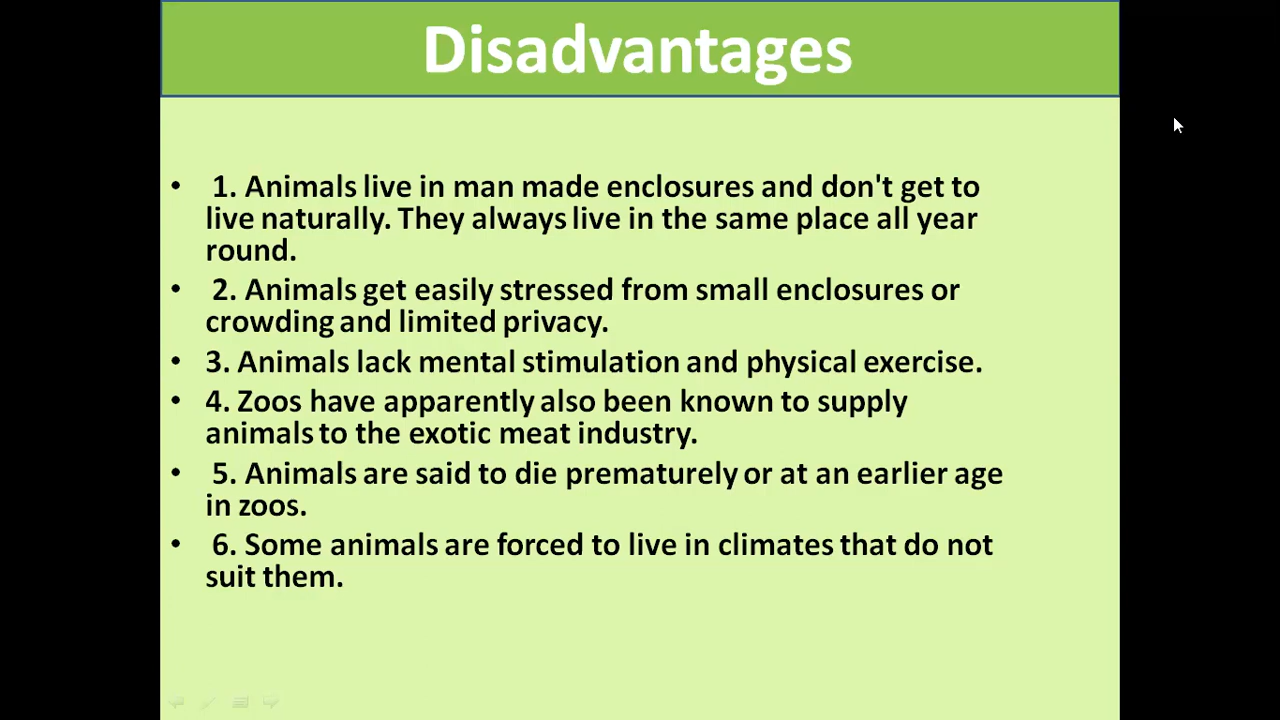 Disadvantages
• 1. Animals live in man made enclosures and don't get to
live naturally. They always live in the same place all year
round.
• 2. Animals get easily stressed from small enclosures or
crowding and limited privacy.
• 3. Animals lack mental stimulation and physical exercise.
• 4. Zoos have apparently also been known to supply
animals to the exotic meat industry.
• 5. Animals are said to die prematurely or at an earlier age
in zoos.
• 6. Some animals are forced to live in climates that do not
suit them.